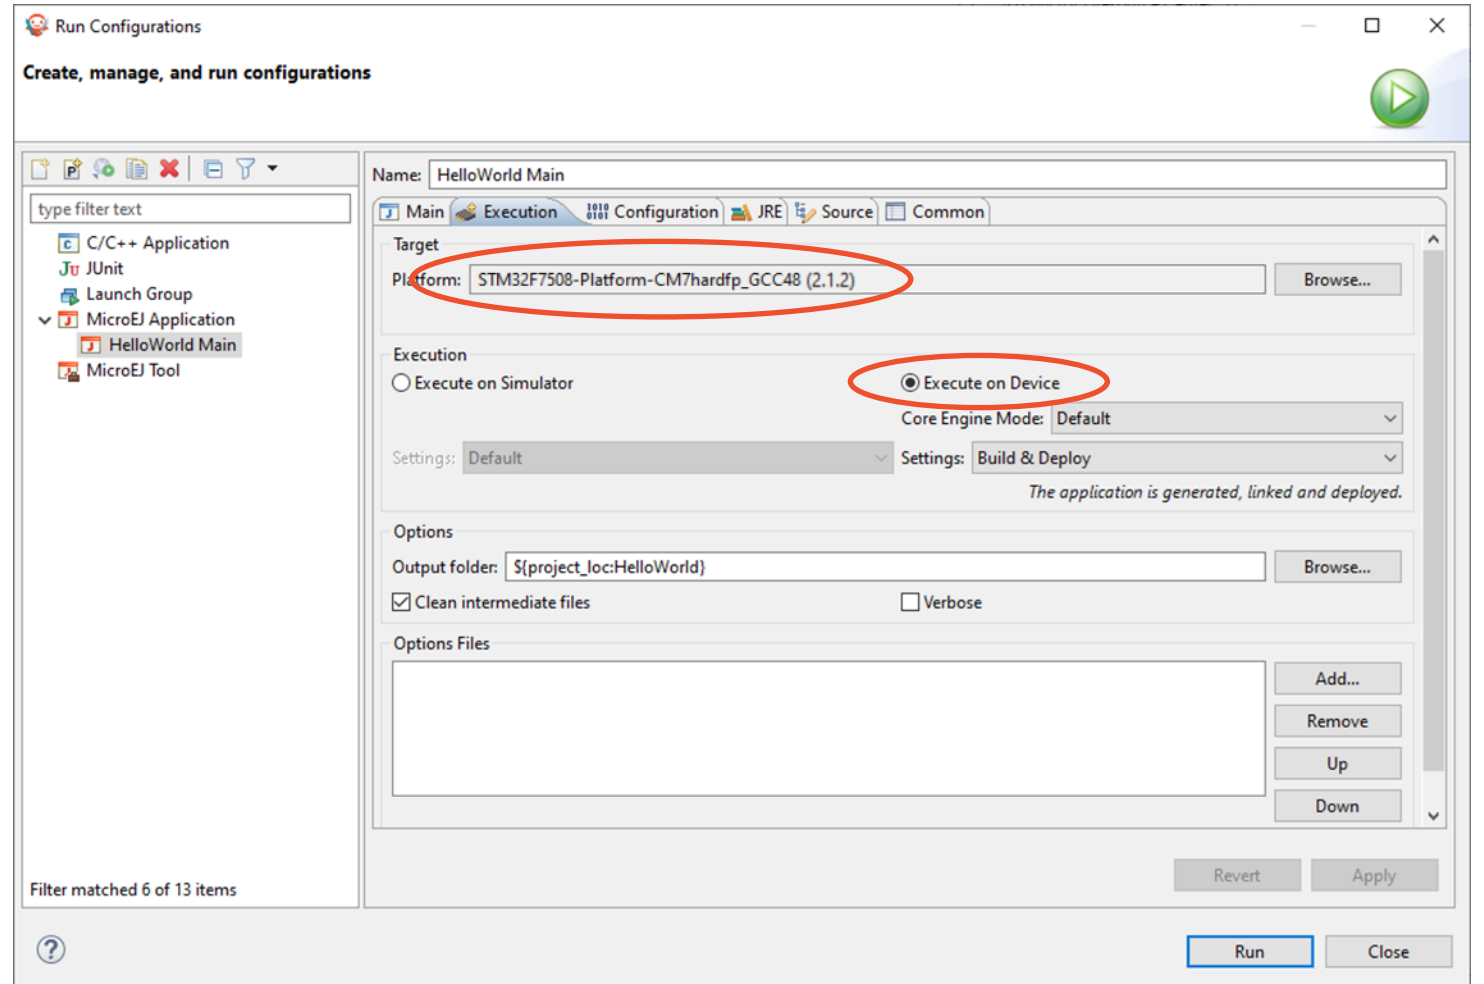 Run Configurations
Create, manage, and run configurations
type filter text
C/C++ Application
Ju JUnit
Launch Group
MicroEJ Application
HelloWorld Main
MicroEJ Tool
Filter matched 6 of 13 items
Name: HelloWorld Main
Main Execution Configuration JRE Source Common
Target
Platform: STM32F7508-Platform-CM7hardfp_GCC48 (2.1.2) Browse...
Execution
Execute on Simulator Execute on Device
Core Engine Mode: Default
Settings: Default Settings: Build & Deploy
The application is generated, linked and deployed.
Options
Output folder: ${project_loc:HelloWorld} Browse...
Clean intermediate files Verbose
Options Files
Add...
Remove
Up
Down
Revert Apply
Run Close